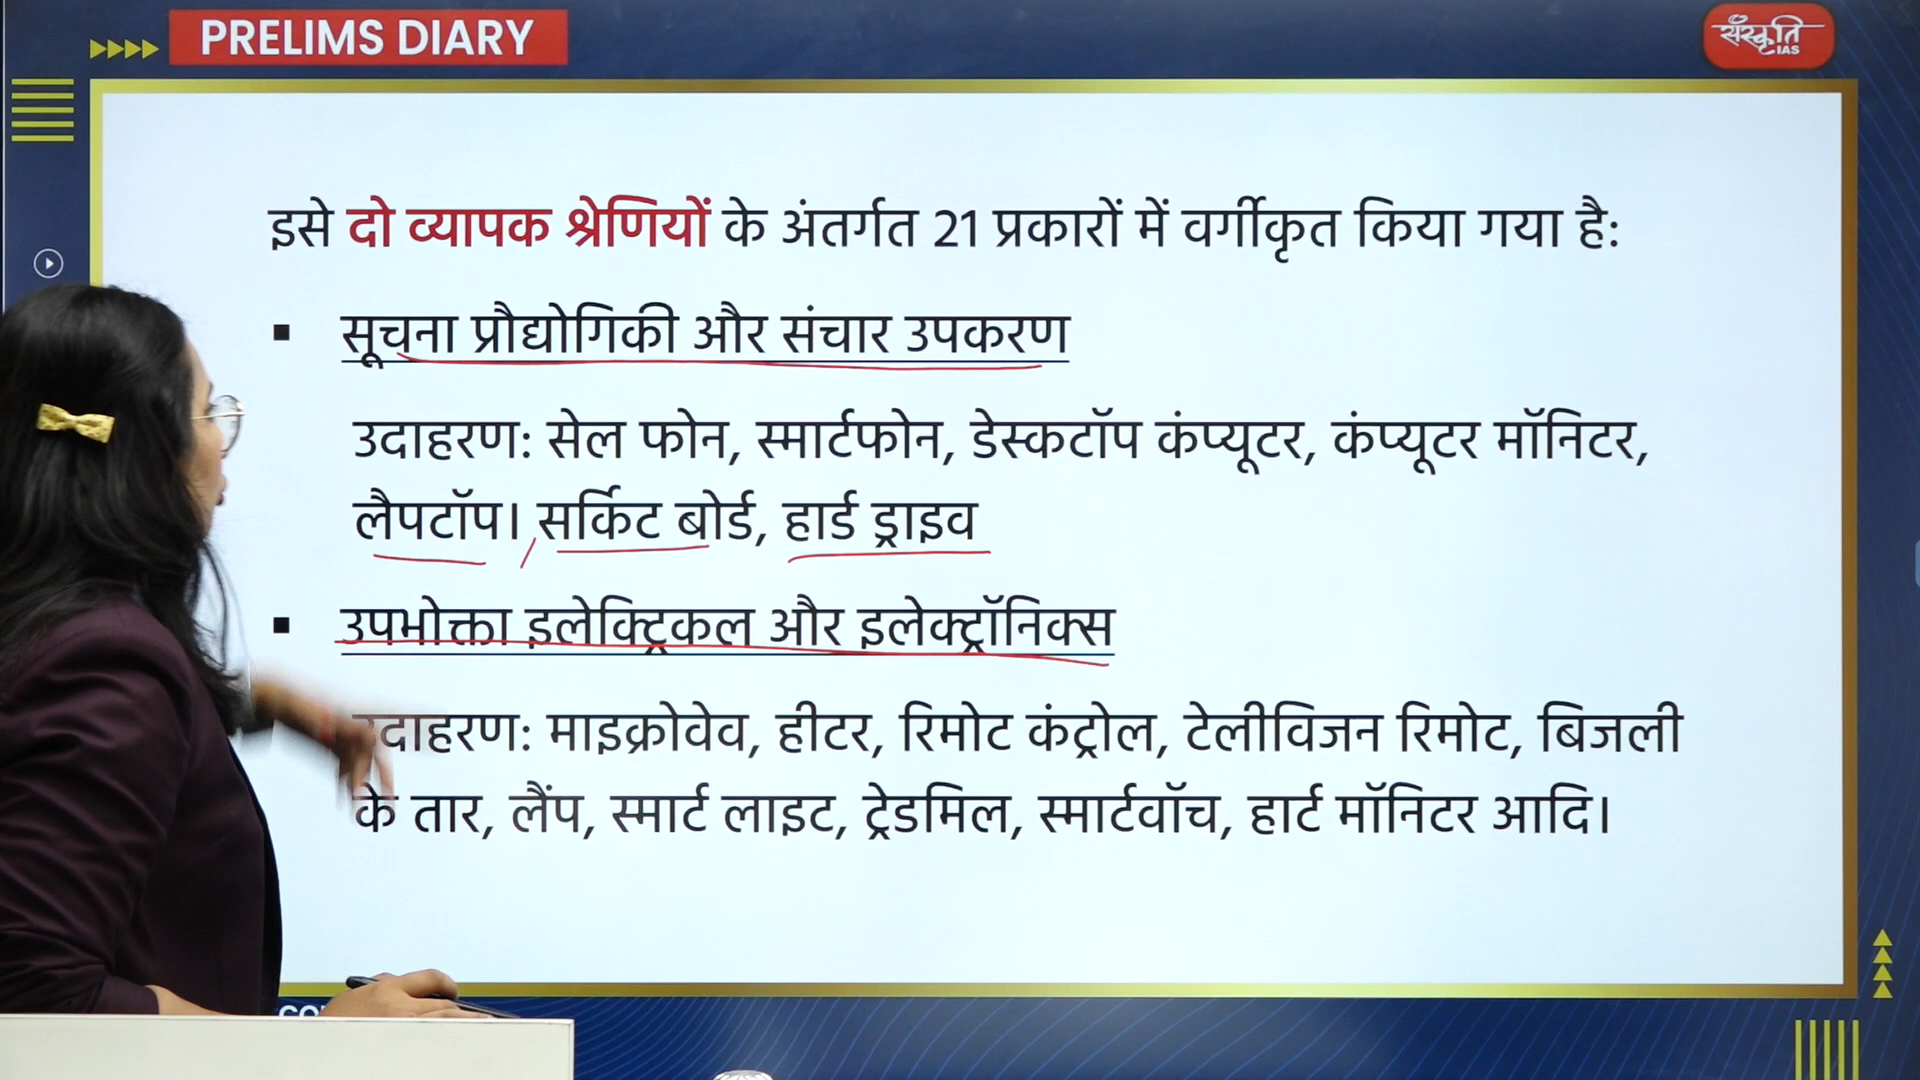 PRELIMS DIARY
संस्कृति
IAS
इसे दो व्यापक श्रेणियों के अंतर्गत 21 प्रकारों में वर्गीकृत किया गया है:
▪ सूचना प्रौद्योगिकी और संचार उपकरण
उदाहरण: सेल फोन, स्मार्टफोन, डेस्कटॉप कंप्यूटर, कंप्यूटर मॉनिटर,
लैपटॉप। सर्किट बोर्ड, हार्ड ड्राइव
▪ उपभोक्ता इलेक्ट्रिकल और इलेक्ट्रॉनिक्स
उदाहरण: माइक्रोवेव, हीटर, रिमोट कंट्रोल, टेलीविजन रिमोट, बिजली
के तार, लैंप, स्मार्ट लाइट, ट्रेडमिल, स्मार्टवॉच, हार्ट मॉनिटर आदि।